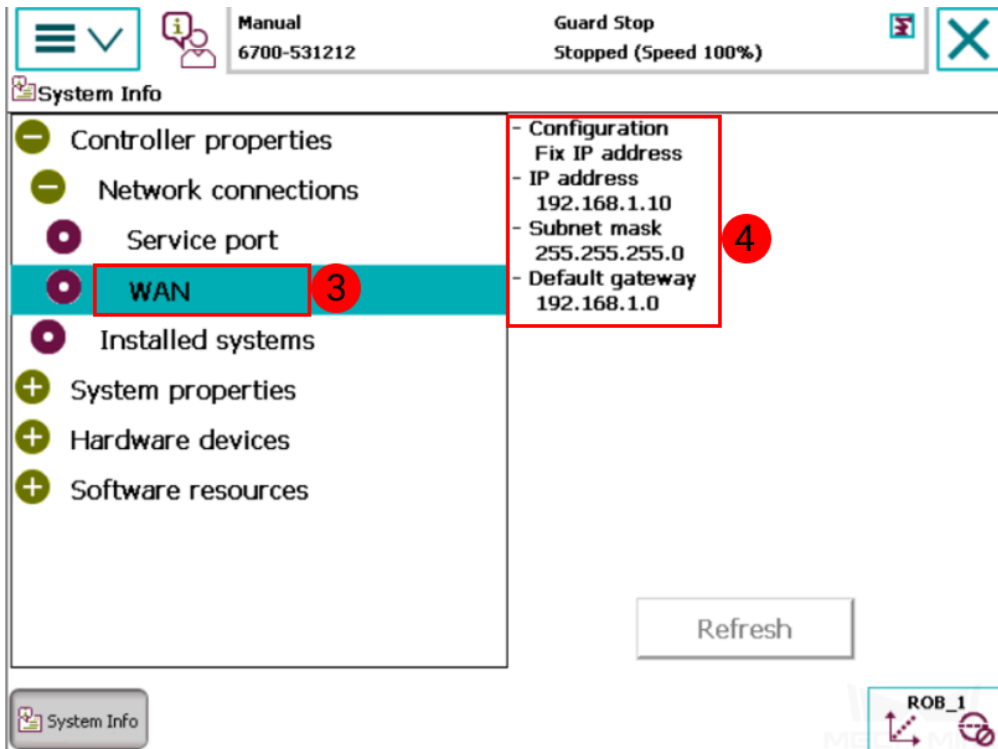 Manual
6700-531212
Guard Stop
Stopped (Speed 100%)
System Info
Controller properties
Network connections
Service port
WAN
3
Installed systems
System properties
Hardware devices
Software resources
- Configuration
Fix IP address
- IP address
192.168.1.10
- Subnet mask
255.255.255.0
- Default gateway
192.168.1.0
4
Refresh
System Info
ROB_1